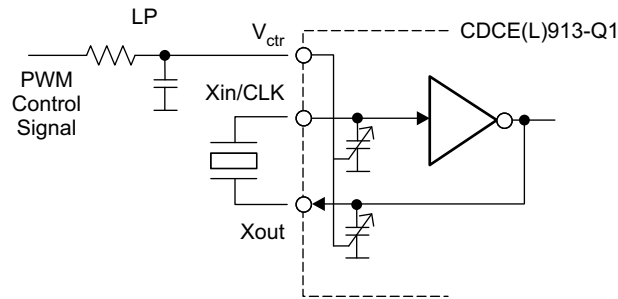 LP
V_ctr
CDCE(L)913-Q1
PWM
Control
Signal
Xin/CLK
Xout